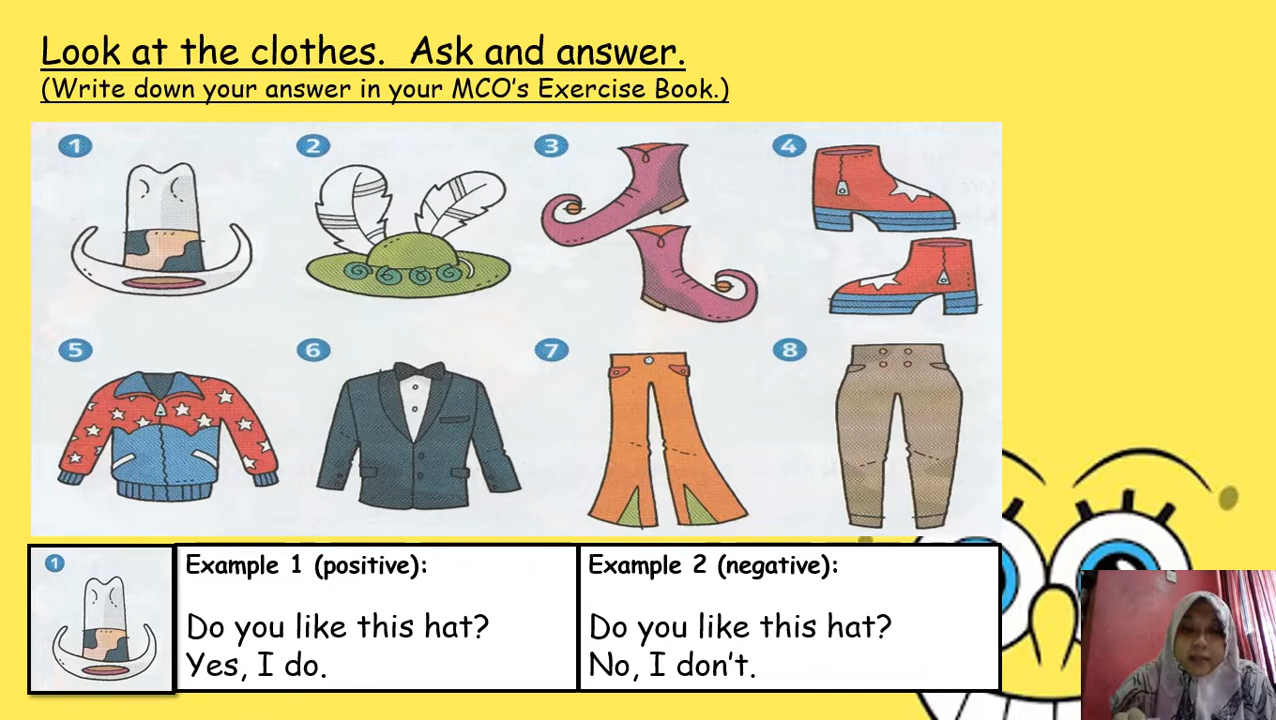 Look at the clothes.  Ask and answer.
(Write down your answer in your MCO's Exercise Book.)
1
2
3
4
5
6
7
8
1
Example 1 (positive):
Do you like this hat?
Yes, I do.
Example 2 (negative):
Do you like this hat?
No, I don't.